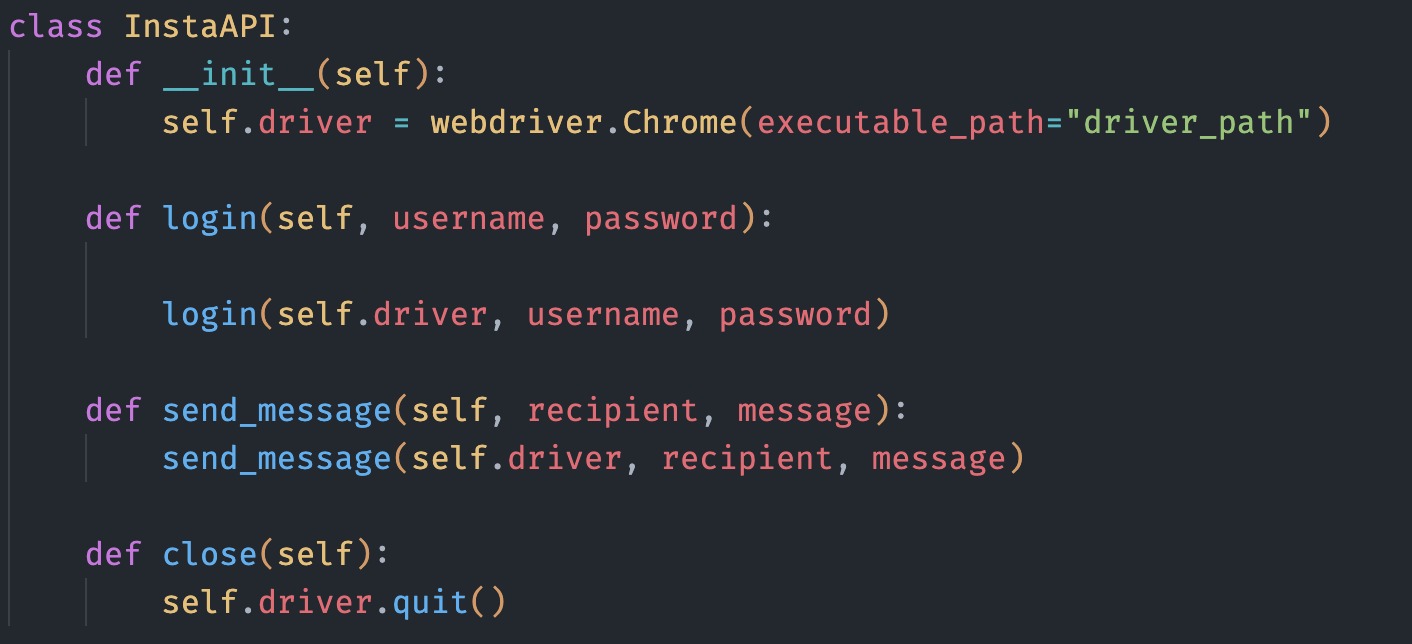 class InstaAPI:
    def __init__(self):
        self.driver = webdriver.Chrome(executable_path="driver_path")
    def login(self, username, password):
        login(self.driver, username, password)
    def send_message(self, recipient, message):
        send_message(self.driver, recipient, message)
    def close(self):
        self.driver.quit()